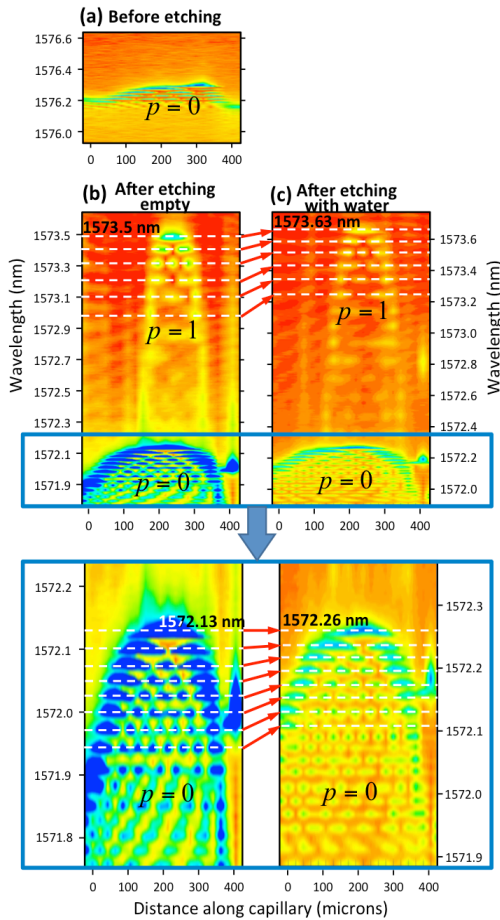 (a) Before etching
1576.6
1576.4
1576.2
1576.0
p = 0
0 100 200 300 400
(b) After etching
empty
(c) After etching
with water
1573.5 nm
1573.63 nm
1573.5
1573.3
1573.1
1572.9
1572.7
1572.5
1572.3
1572.1
1571.9
p = 1
p = 0
p = 1
p = 0
1573.6
1573.4
1573.2
1573.0
1572.8
1572.6
1572.4
1572.2
1572.0
Wavelength (nm)
Wavelength (nm)
0 100 200 300 400
0 100 200 300 400
1572.13 nm
1572.26 nm
1572.2
1572.1
1572.0
1571.9
1571.8
p = 0
p = 0
1572.3
1572.2
1572.1
1572.0
1571.9
0 100 200 300 400
0 100 200 300 400
Distance along capillary (microns)